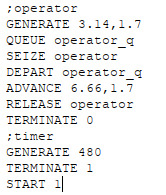 ;operator
GENERATE 3.14,1.7
QUEUE operator_q
SEIZE operator
DEPART operator_q
ADVANCE 6.66,1.7
RELEASE operator
TERMINATE 0
;timer
GENERATE 480
TERMINATE 1
START 1